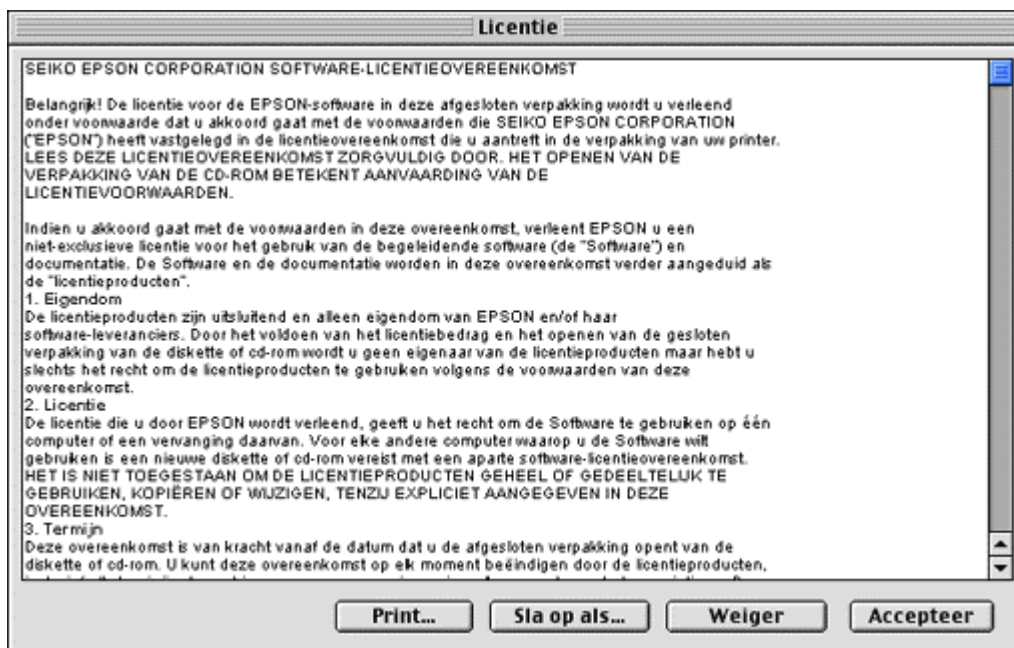 Licentie
SEIKO EPSON CORPORATION SOFTWARE-LICENTIEOVEREENKOMST
Belangrijk! De licentie voor de EPSON-software in deze afgesloten verpakking wordt u verleend
onder voorwaarde dat u akkoord gaat met de voorwaarden die SEIKO EPSON CORPORATION
("EPSON") heeft vastgelegd in de licentieovereenkomst die u aantreft in de verpakking van uw printer.
LEES DEZE LICENTIEOVEREENKOMST ZORGVULDIG DOOR. HET OPENEN VAN DE
VERPAKKING VAN DE CD-ROM BETEKENT AANVAARDING VAN DE
LICENTIEVOORWAARDEN.
Indien u akkoord gaat met de voorwaarden in deze overeenkomst, verleent EPSON u een
niet-exclusieve licentie voor het gebruik van de begeleidende software (de "Software") en
documentatie. De Software en de documentatie worden in deze overeenkomst verder aangeduid als
de "licentieproducten".
1. Eigendom
De licentieproducten zijn uitsluitend en alleen eigendom van EPSON en/of haar
software-leveranciers. Door het voldoen van het licentiebedrag en het openen van de gesloten
verpakking van de diskette of cd-rom wordt u geen eigenaar van de licentieproducten maar hebt u
slechts het recht om de licentieproducten te gebruiken volgens de voorwaarden van deze
overeenkomst.
2. Licentie
De licentie die u door EPSON wordt verleend, geeft u het recht om de Software te gebruiken op één
computer of een vervanging daarvan. Voor elke andere computer waarop u de Software wilt
gebruiken is een nieuwe diskette of cd-rom vereist met een aparte software-licentieovereenkomst.
HET IS NIET TOEGESTAAN OM DE LICENTIEPRODUCTEN GEHEEL OF GEDEELTELIJK TE
GEBRUIKEN, KOPIËREN OF WIJZIGEN, TENZIJ EXPLICIET AANGEGEVEN IN DEZE
OVEREENKOMST.
3. Termijn
Deze overeenkomst is van kracht vanaf de datum dat u de afgesloten verpakking opent van de
diskette of cd-rom. U kunt deze overeenkomst op elk moment beëindigen door de licentieproducten,
Print... Sla op als... Weiger Accepteer